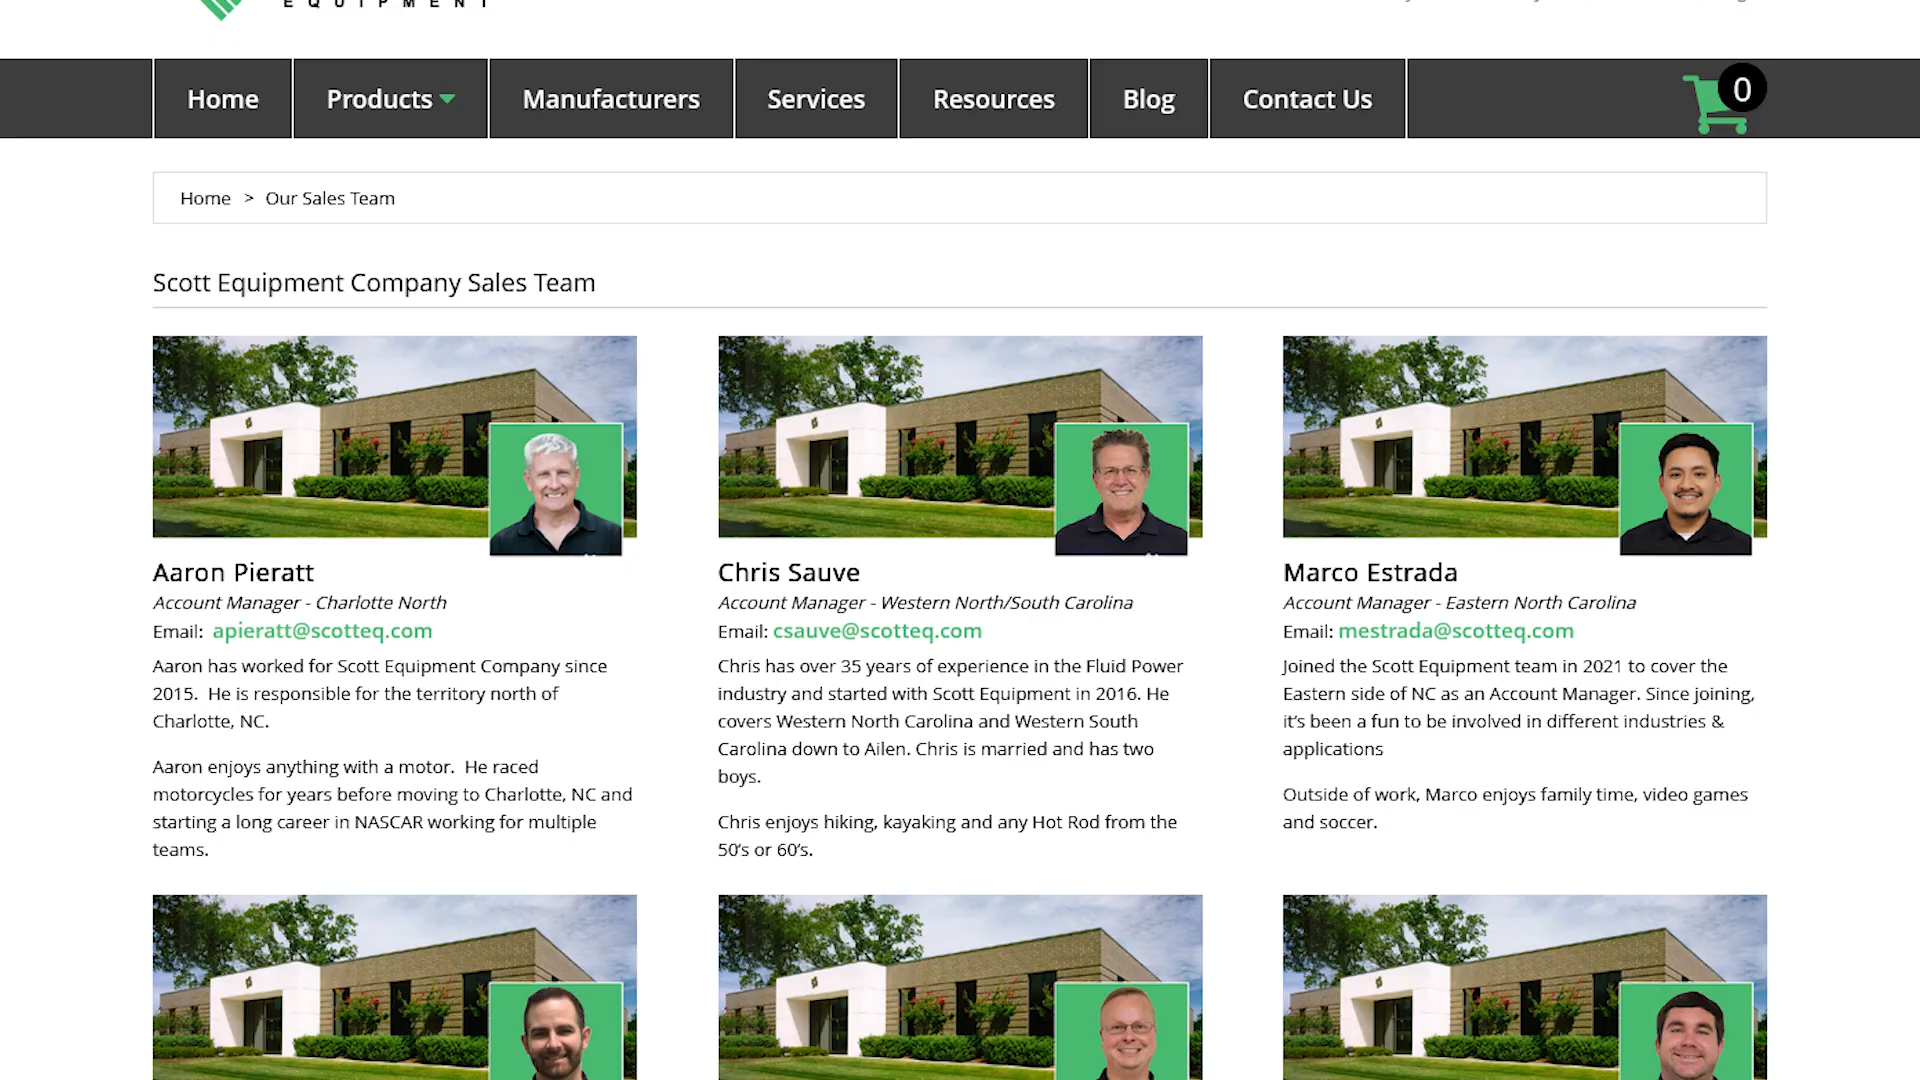 EQUIPMENT
Home
Products
Manufacturers
Services
Resources
Blog
Contact Us
0
Home > Our Sales Team
Scott Equipment Company Sales Team
Aaron Pieratt
Account Manager - Charlotte North
Email: apieratt@scotteq.com
Aaron has worked for Scott Equipment Company since
2015. He is responsible for the territory north of
Charlotte, NC.
Aaron enjoys anything with a motor. He raced
motorcycles for years before moving to Charlotte, NC and
starting a long career in NASCAR working for multiple
teams.
Chris Sauve
Account Manager - Western North/South Carolina
Email: csauve@scotteq.com
Chris has over 35 years of experience in the Fluid Power
industry and started with Scott Equipment in 2016. He
covers Western North Carolina and Western South
Carolina down to Ailen. Chris is married and has two
boys.
Chris enjoys hiking, kayaking and any Hot Rod from the
50's or 60's.
Marco Estrada
Account Manager - Eastern North Carolina
Email: mestrada@scotteq.com
Joined the Scott Equipment team in 2021 to cover the
Eastern side of NC as an Account Manager. Since joining,
it's been a fun to be involved in different industries &
applications
Outside of work, Marco enjoys family time, video games
and soccer.